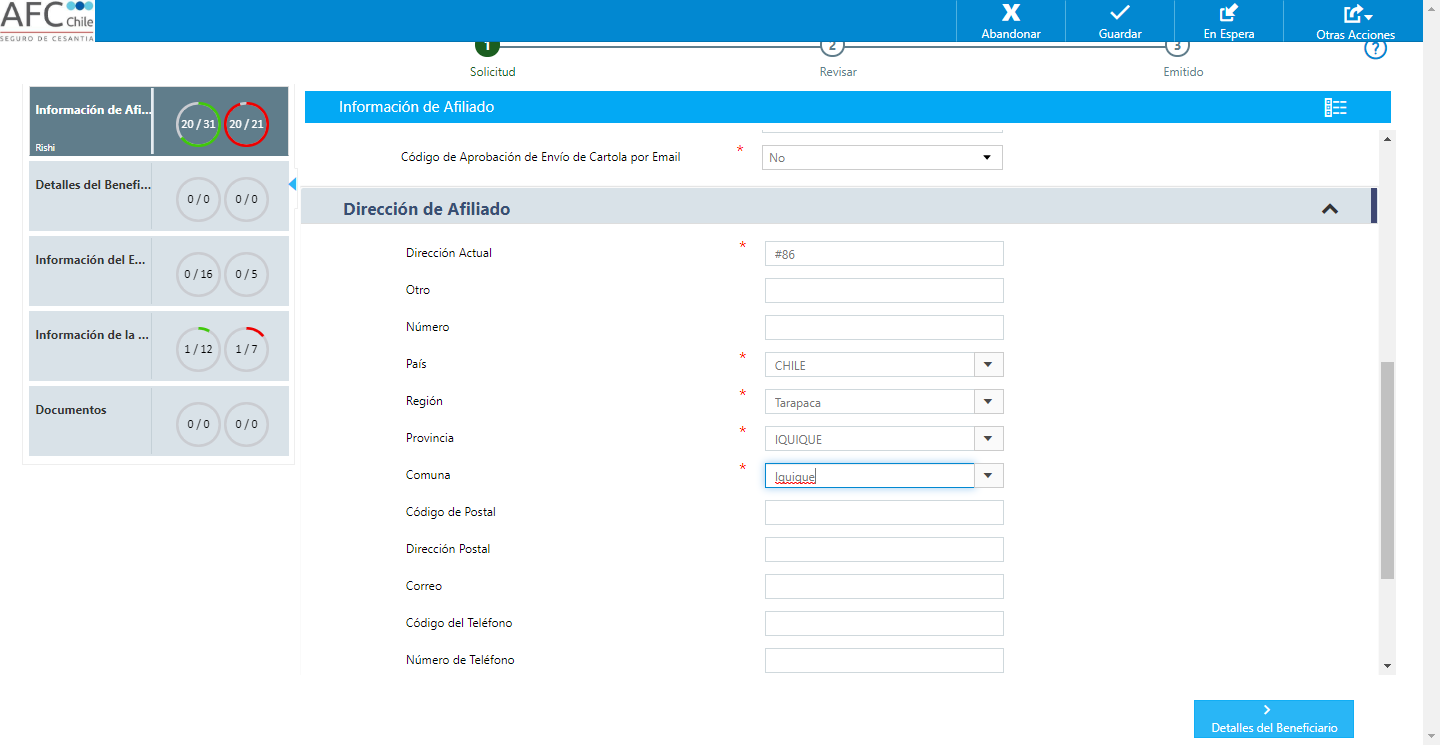 AFC
Chile
SEGURO DE CESANTIA
Abandonar
Guardar
En Espera
Otras Acciones
?
1
2
3
Solicitud
Revisar
Emitido
Información de Afi...
20 / 31
20 / 21
Rishi
Detalles del Benefi...
0 / 0
0 / 0
Información del E...
0 / 16
0 / 5
Información de la ...
1 / 12
1 / 7
Documentos
0 / 0
0 / 0
Información de Afiliado
Código de Aprobación de Envío de Cartola por Email
*
No
Dirección de Afiliado
Dirección Actual
*
#86
Otro
Número
País
*
CHILE
Región
*
Tarapaca
Provincia
*
IQUIQUE
Comuna
*
Iquique
Código de Postal
Dirección Postal
Correo
Código del Teléfono
Número de Teléfono
Detalles del Beneficiario